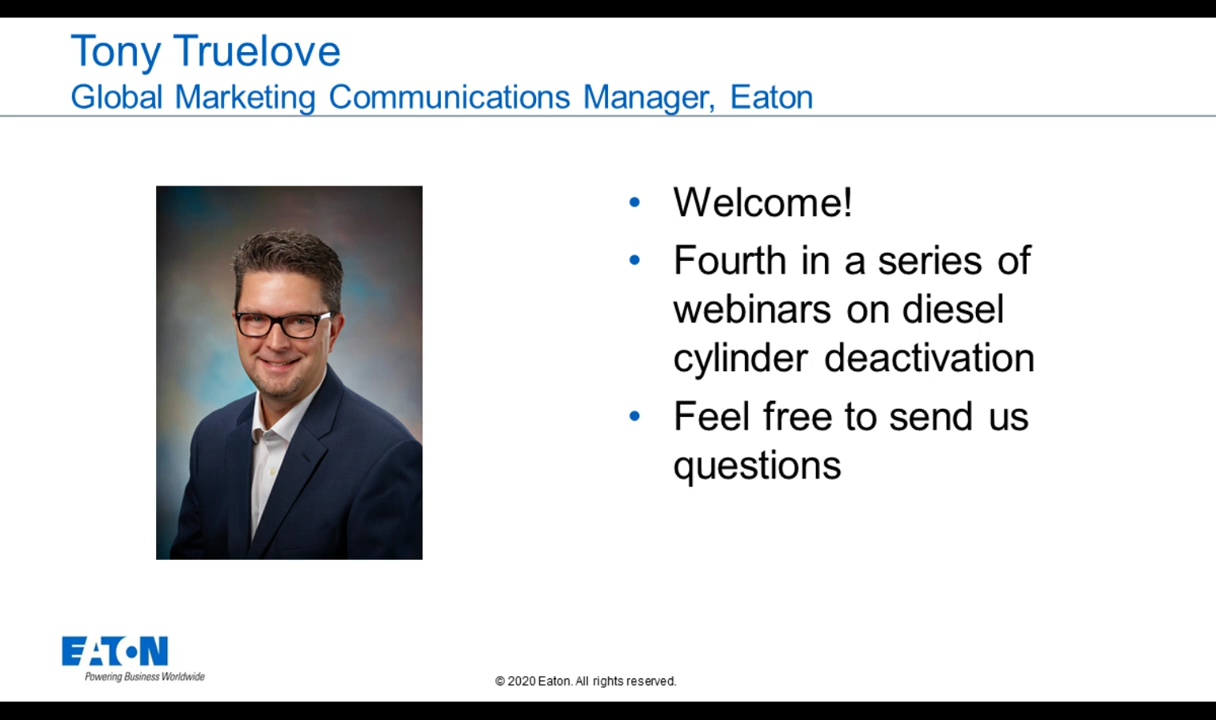 Tony Truelove
Global Marketing Communications Manager, Eaton
• Welcome!
• Fourth in a series of
webinars on diesel
cylinder deactivation
• Feel free to send us
questions
EATON
Powering Business Worldwide
© 2020 Eaton. All rights reserved.